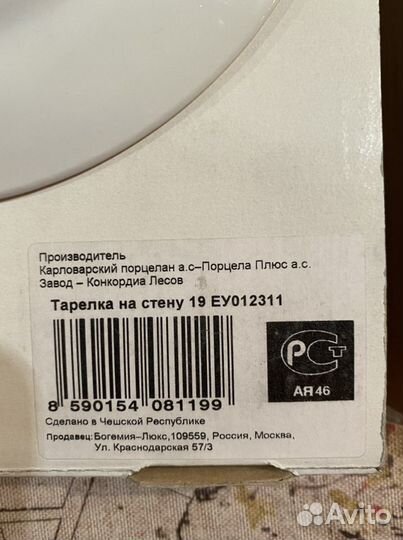 Производитель
Карловарский порцелан а.с–Порцела Плюс а.с.
Завод – Конкордиа Лесов
Тарелка на стену 19 ЕУ012311
РСТ
АЯ46
8 590154 081199
Сделано в Чешской Республике
Продавец:Богемия–Люкс,109559, Россия, Москва,
Ул. Краснодарская 57/3
Avito